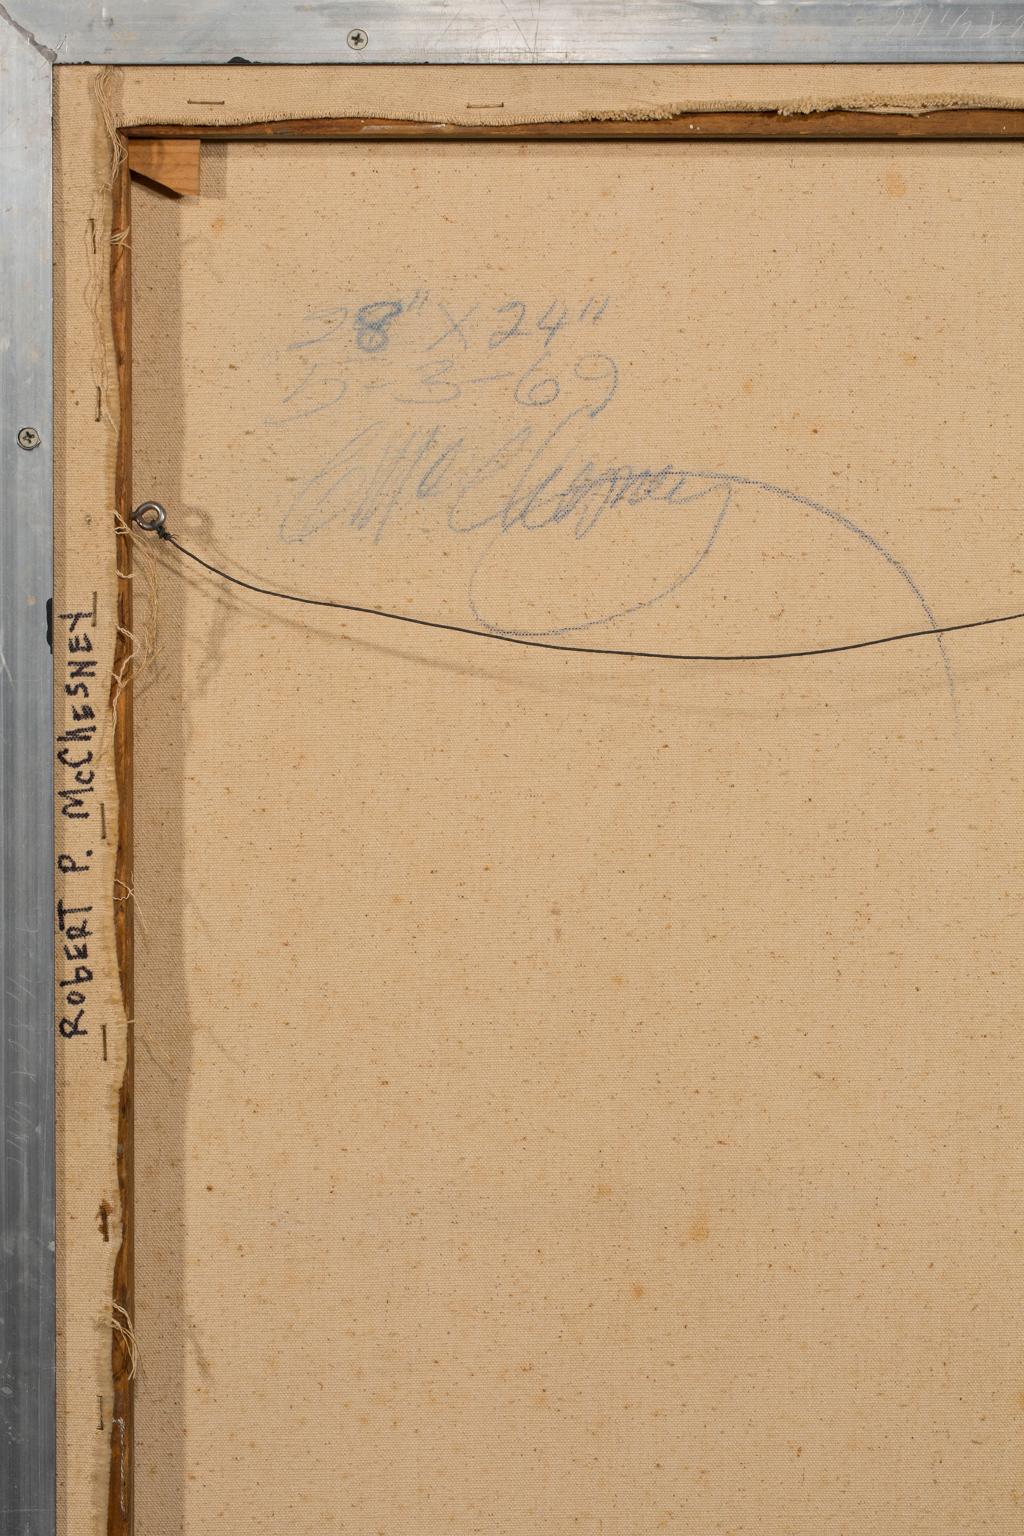 28" X 24"
5-3-69
McChesney
ROBERT P. McCHESNEY